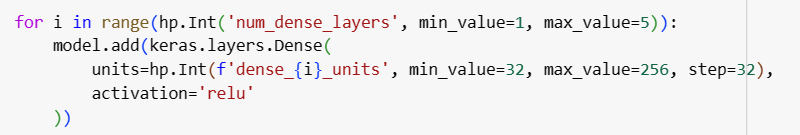 for i in range(hp.Int('num_dense_layers', min_value=1, max_value=5)):
    model.add(keras.layers.Dense(
        units=hp.Int(f'dense_{i}_units', min_value=32, max_value=256, step=32),
        activation='relu'
    ))